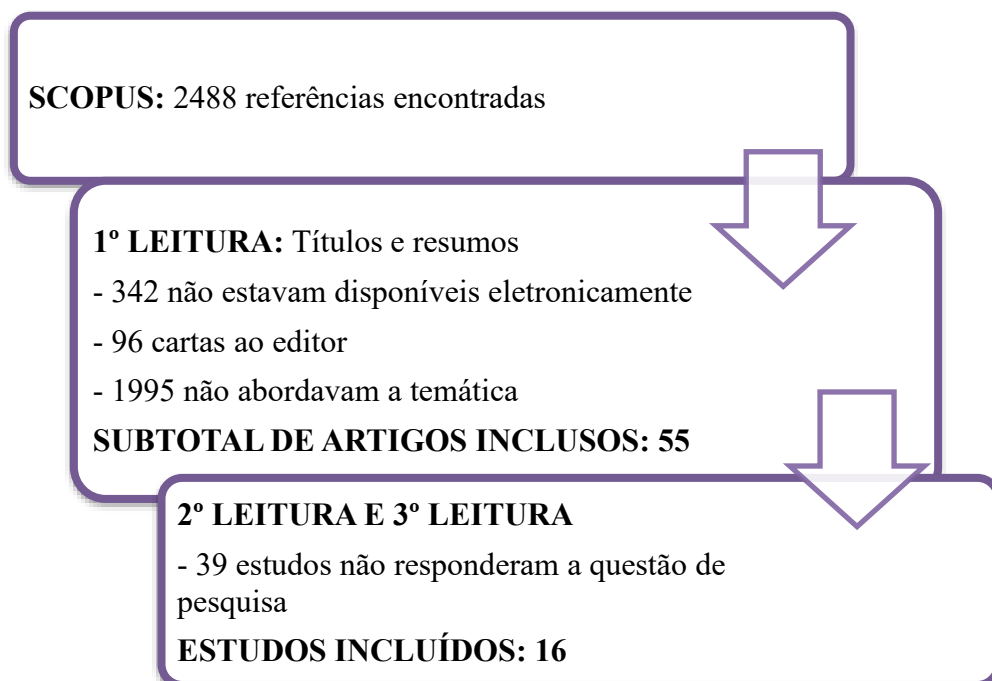 SCOPUS: 2488 referências encontradas
1º LEITURA: Títulos e resumos
- 342 não estavam disponíveis eletronicamente
- 96 cartas ao editor
- 1995 não abordavam a temática
SUBTOTAL DE ARTIGOS INCLUSOS: 55
2º LEITURA E 3º LEITURA
- 39 estudos não responderam a questão de
pesquisa
ESTUDOS INCLUÍDOS: 16